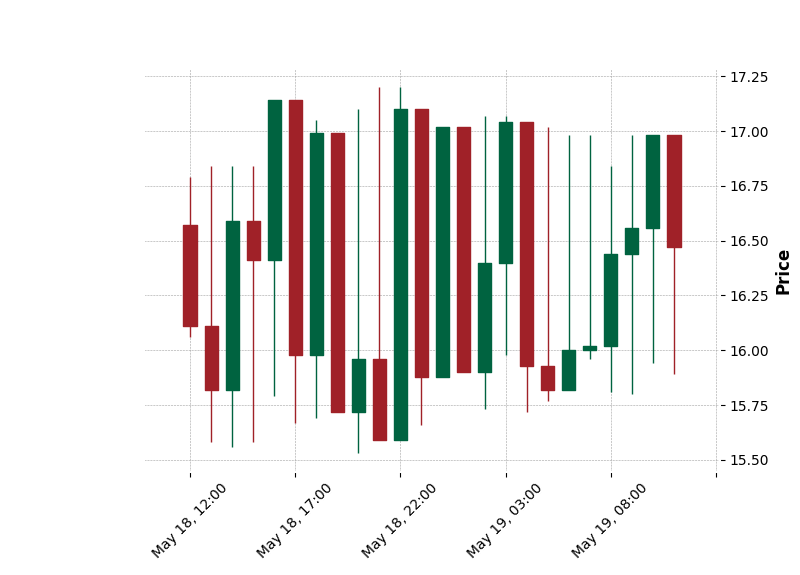 17.25
17.00
16.75
16.50
16.25
16.00
15.75
15.50
Price
May 18, 12:00
May 18, 17:00
May 18, 22:00
May 19, 03:00
May 19, 08:00